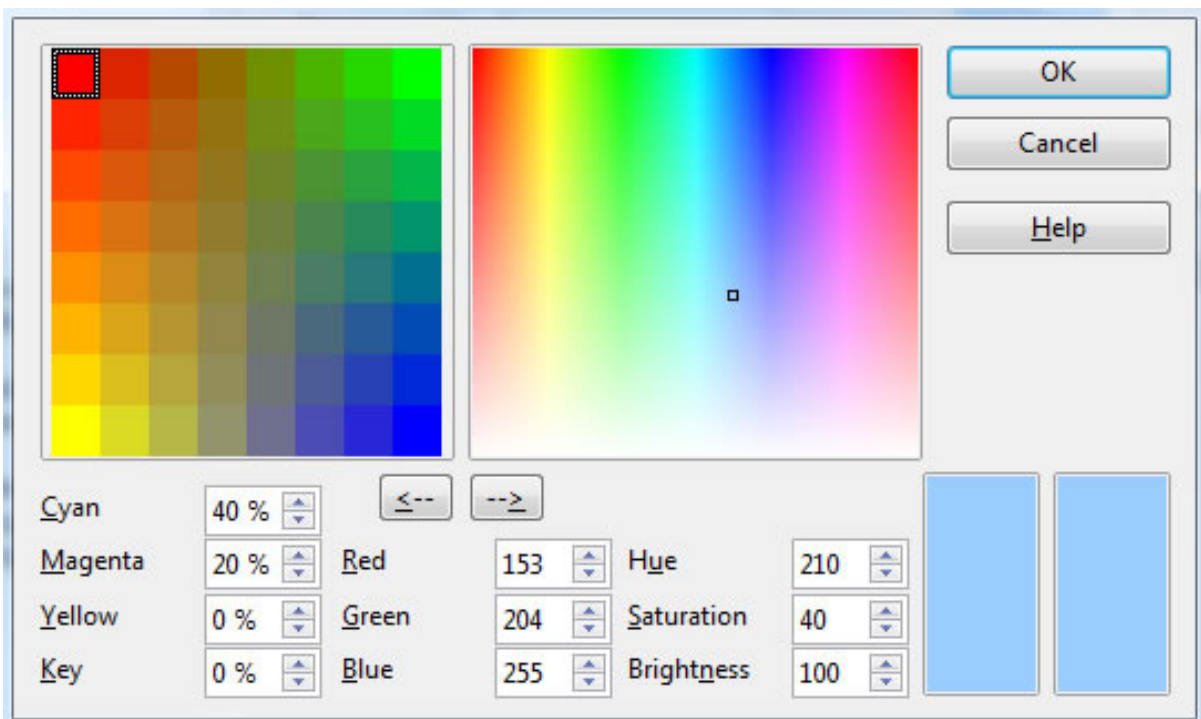 OK
Cancel
Help
<-- -->
Cyan 40 %
Magenta 20 % Red 153 Hue 210
Yellow 0 % Green 204 Saturation 40
Key 0 % Blue 255 Brightness 100